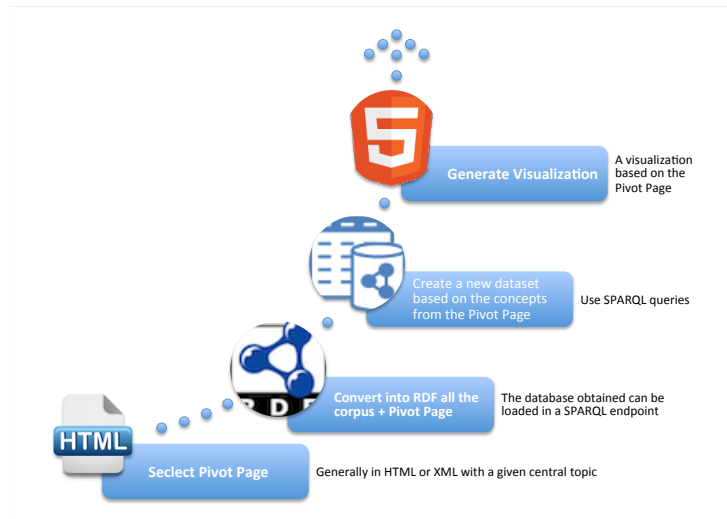 Generate Visualization
A visualization
based on the
Pivot Page
Create a new dataset
based on the concepts
from the Pivot Page
Use SPARQL queries
R D F
Convert into RDF all the
corpus + Pivot Page
The database obtained can be
loaded in a SPARQL endpoint
HTML
Seclect Pivot Page
Generally in HTML or XML with a given central topic